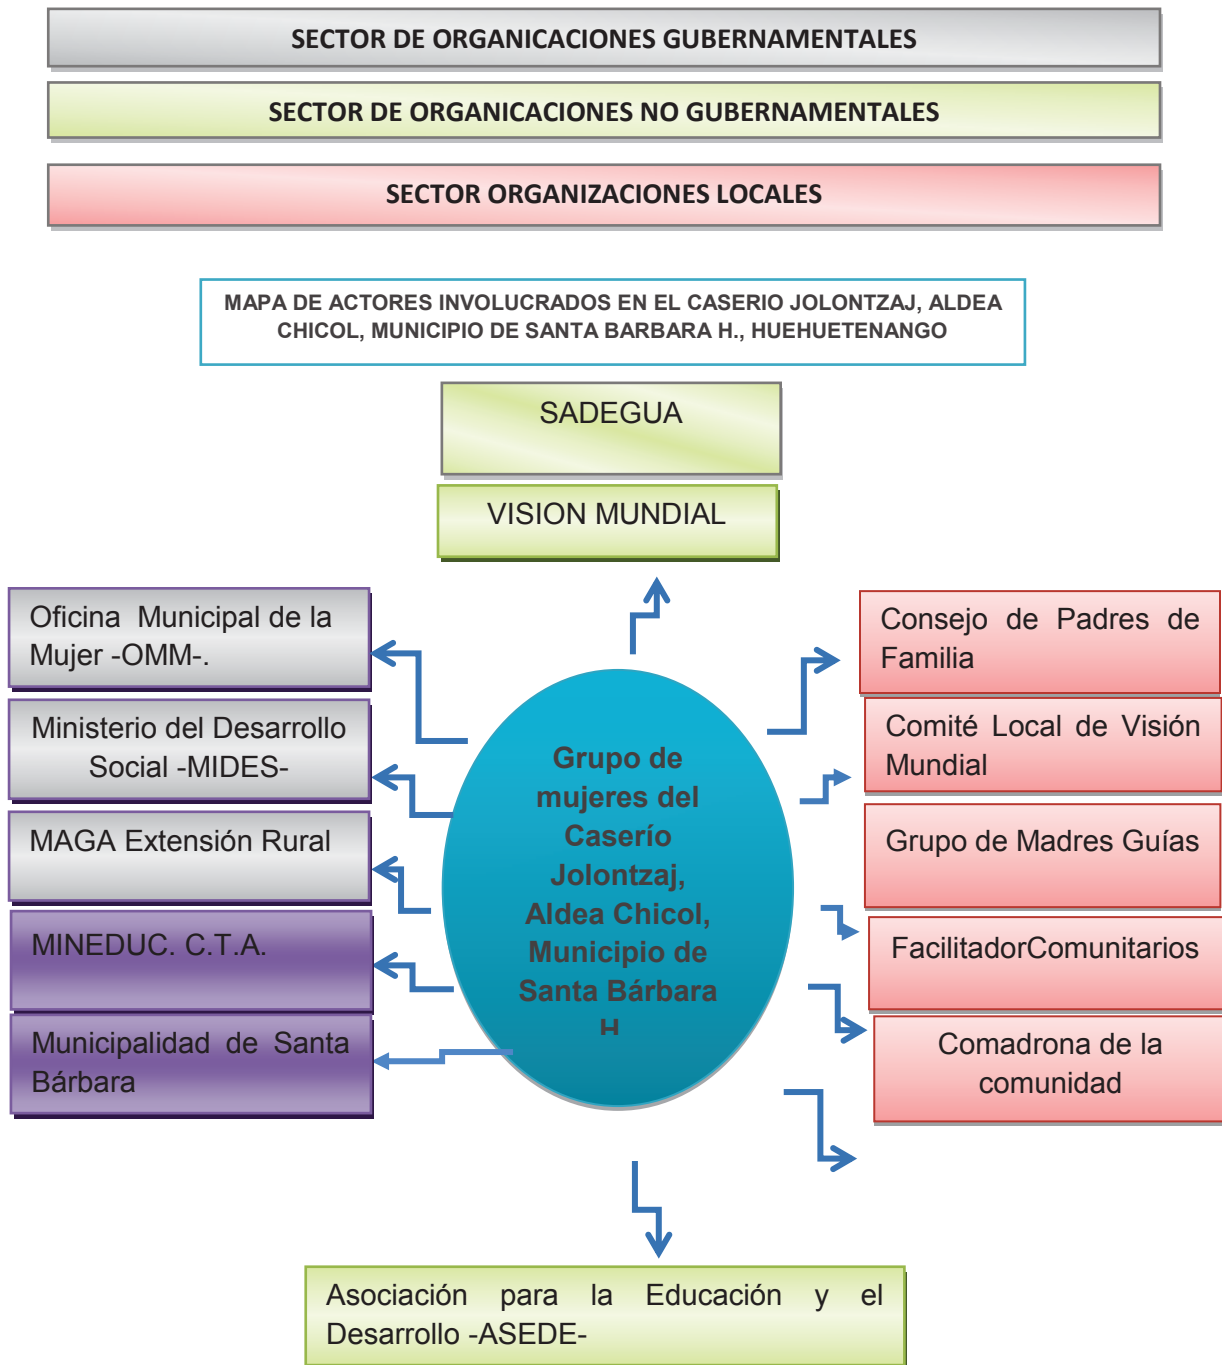 SECTOR DE ORGANICACIONES GUBERNAMENTALES
SECTOR DE ORGANICACIONES NO GUBERNAMENTALES
SECTOR ORGANIZACIONES LOCALES
MAPA DE ACTORES INVOLUCRADOS EN EL CASERIO JOLONTZAJ, ALDEA
CHICOL, MUNICIPIO DE SANTA BARBARA H., HUEHUETENANGO
SADEGUA
VISION MUNDIAL
Oficina Municipal de la
Mujer -OMM-.
Ministerio del Desarrollo
Social -MIDES-
MAGA Extensión Rural
MINEDUC. C.T.A.
Municipalidad de Santa
Bárbara
Grupo de
mujeres del
Caserío
Jolontzaj,
Aldea Chicol,
Municipio de
Santa Bárbara
H
Consejo de Padres de
Familia
Comité Local de Visión
Mundial
Grupo de Madres Guías
FacilitadorComunitarios
Comadrona de la
comunidad
Asociación para la Educación y el
Desarrollo -ASEDE-